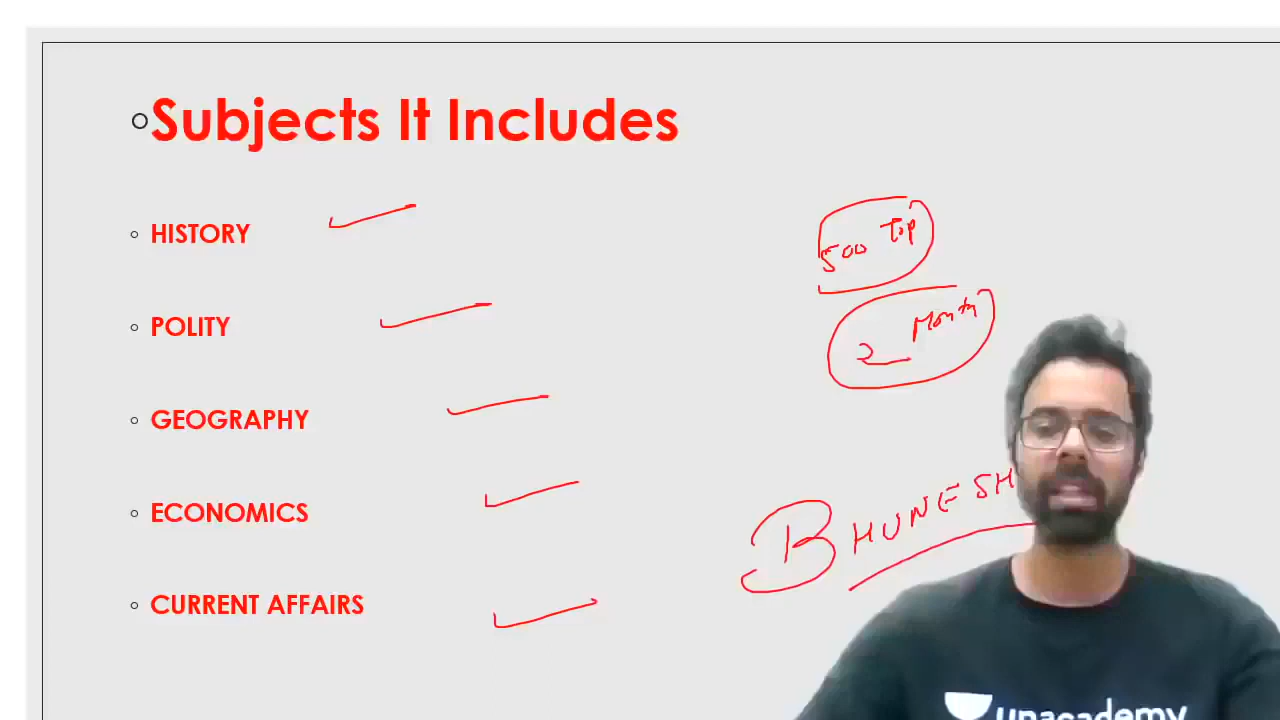 Subjects It Includes
HISTORY
500 Top
POLITY
2 Month
GEOGRAPHY
ECONOMICS
BHUNESH
CURRENT AFFAIRS
unacademy